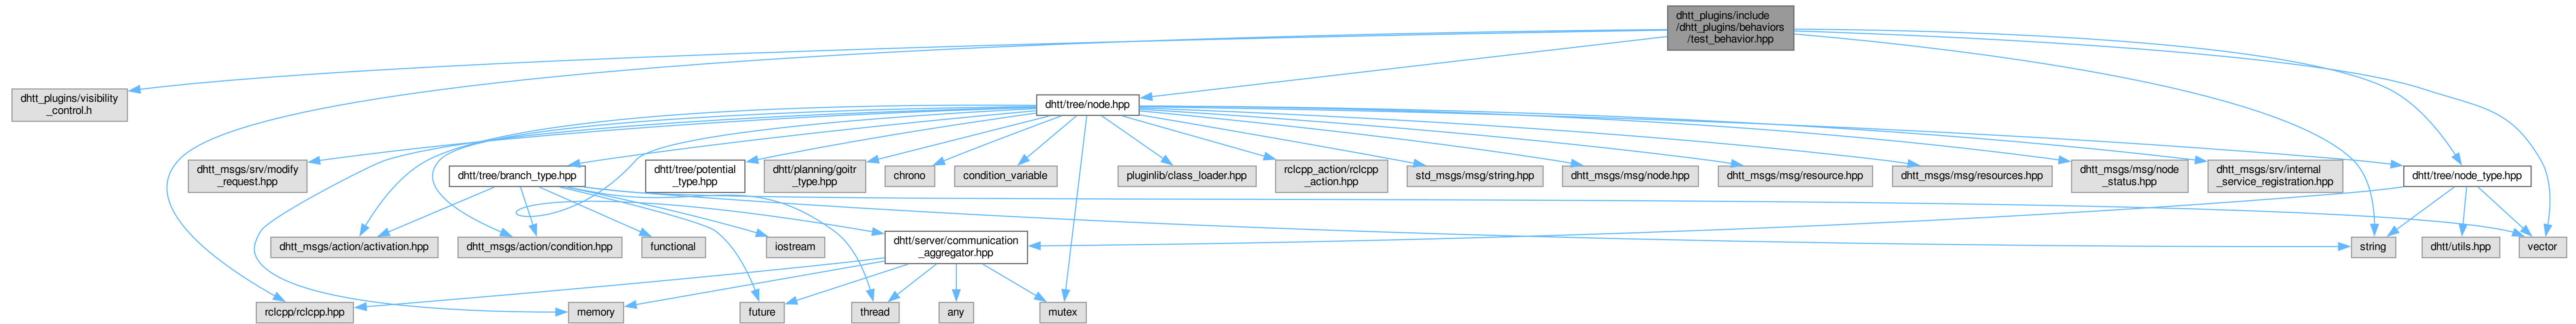 dhtt_plugins/include
/dhtt_plugins/behaviors
/test_behavior.hpp
dhtt_plugins/visibility
_control.h
dhtt/tree/node.hpp
dhtt_msgs/srv/modify
_request.hpp
dhtt/tree/branch_type.hpp
dhtt/tree/potential
_type.hpp
dhtt/planning/goitr
_type.hpp
chrono
condition_variable
pluginlib/class_loader.hpp
rclcpp_action/rclcpp
_action.hpp
std_msgs/msg/string.hpp
dhtt_msgs/msg/node.hpp
dhtt_msgs/msg/resource.hpp
dhtt_msgs/msg/resources.hpp
dhtt_msgs/msg/node
_status.hpp
dhtt_msgs/srv/internal
_service_registration.hpp
dhtt/tree/node_type.hpp
dhtt_msgs/action/activation.hpp
dhtt_msgs/action/condition.hpp
functional
iostream
dhtt/server/communication
_aggregator.hpp
string
dhtt/utils.hpp
vector
rclcpp/rclcpp.hpp
memory
future
thread
any
mutex